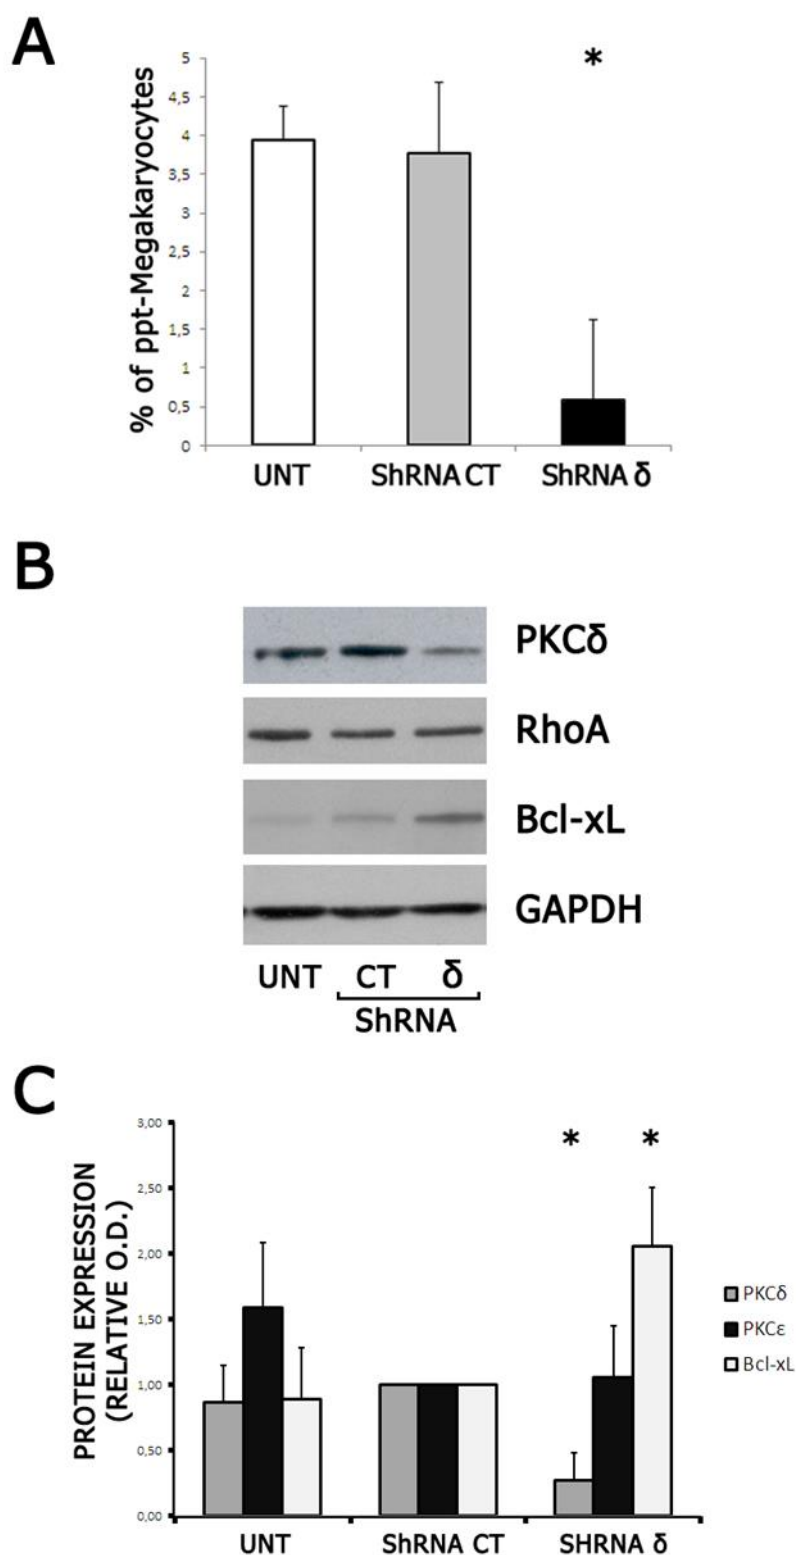 A
*
% of ppt-Megakaryocytes
5
4,5
4
3,5
3
2,5
2
1,5
1
0,5
0
UNT
ShRNA CT
ShRNA δ
B
PKCδ
RhoA
Bcl-xL
GAPDH
UNT
CT
δ
ShRNA
C
PROTEIN EXPRESSION
(RELATIVE O.D.)
3,00
2,50
2,00
1,50
1,00
0,50
0,00
* *
PKCδ
PKCε
Bcl-xL
UNT
ShRNA CT
SHRNA δ